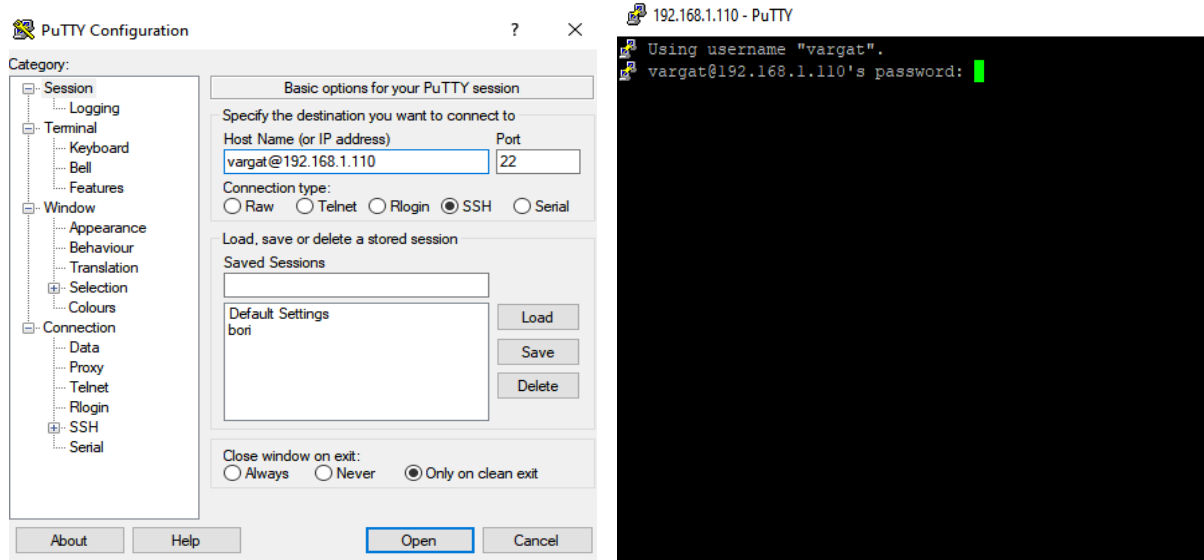 PuTTY Configuration
?
Category:
Session
Logging
Terminal
Keyboard
Bell
Features
Window
Appearance
Behaviour
Translation
Selection
Colours
Connection
Data
Proxy
Telnet
Rlogin
SSH
Serial
Basic options for your PuTTY session
Specify the destination you want to connect to
Host Name (or IP address) Port
vargat@192.168.1.110 22
Connection type:
Raw Telnet Rlogin SSH Serial
Load, save or delete a stored session
Saved Sessions
Default Settings
bori
Load
Save
Delete
Close window on exit:
Always Never Only on clean exit
About Help Open Cancel
192.168.1.110 - PuTTY
Using username "vargat".
vargat@192.168.1.110's password: